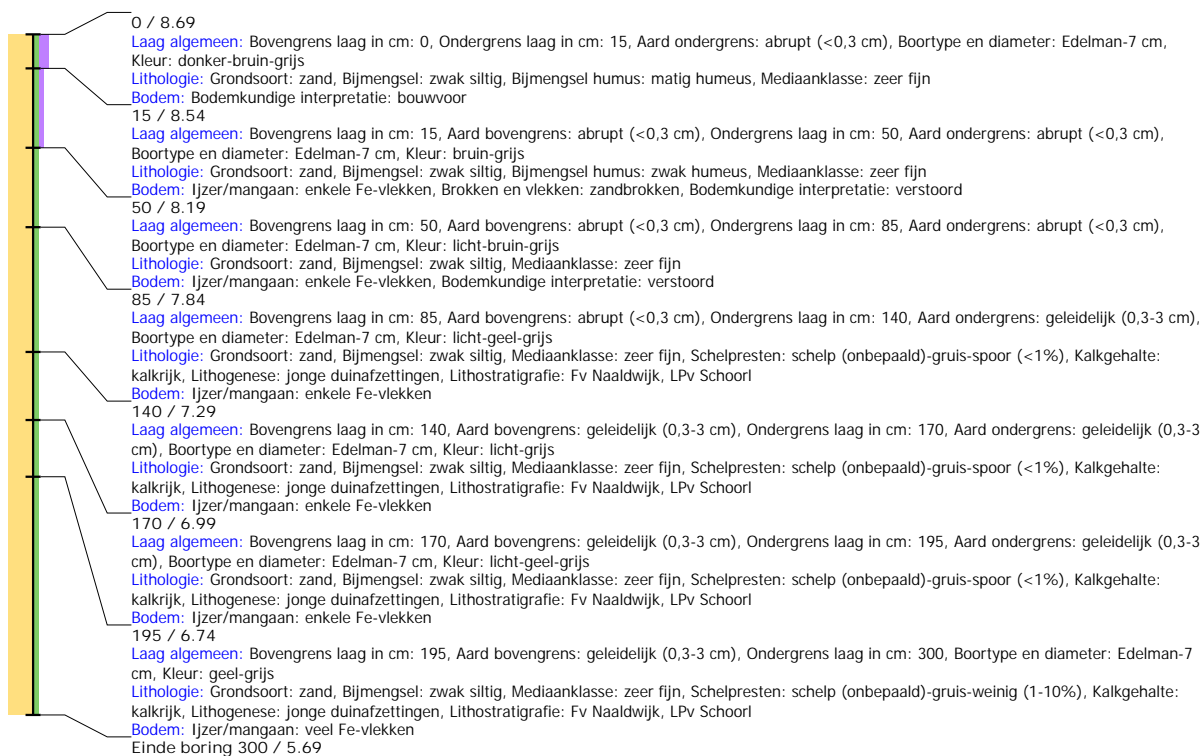 0 / 8.69
Laag algemeen: Bovengrens laag in cm: 0, Ondergrens laag in cm: 15, Aard ondergrens: abrupt (<0,3 cm), Boortype en diameter: Edelman-7 cm,
Kleur: donker-bruin-grijs
Lithologie: Grondsoort: zand, Bijmengsel: zwak siltig, Bijmengsel humus: matig humeus, Mediaanklasse: zeer fijn
Bodem: Bodemkundige interpretatie: bouwvoor
15 / 8.54
Laag algemeen: Bovengrens laag in cm: 15, Aard bovengrens: abrupt (<0,3 cm), Ondergrens laag in cm: 50, Aard ondergrens: abrupt (<0,3 cm),
Boortype en diameter: Edelman-7 cm, Kleur: bruin-grijs
Lithologie: Grondsoort: zand, Bijmengsel: zwak siltig, Bijmengsel humus: zwak humeus, Mediaanklasse: zeer fijn
Bodem: Ijzer/mangaan: enkele Fe-vlekken, Brokken en vlekken: zandbrokken, Bodemkundige interpretatie: verstoord
50 / 8.19
Laag algemeen: Bovengrens laag in cm: 50, Aard bovengrens: abrupt (<0,3 cm), Ondergrens laag in cm: 85, Aard ondergrens: abrupt (<0,3 cm),
Boortype en diameter: Edelman-7 cm, Kleur: licht-bruin-grijs
Lithologie: Grondsoort: zand, Bijmengsel: zwak siltig, Mediaanklasse: zeer fijn
Bodem: Ijzer/mangaan: enkele Fe-vlekken, Bodemkundige interpretatie: verstoord
85 / 7.84
Laag algemeen: Bovengrens laag in cm: 85, Aard bovengrens: abrupt (<0,3 cm), Ondergrens laag in cm: 140, Aard ondergrens: geleidelijk (0,3-3 cm),
Boortype en diameter: Edelman-7 cm, Kleur: licht-geel-grijs
Lithologie: Grondsoort: zand, Bijmengsel: zwak siltig, Mediaanklasse: zeer fijn, Schelpresten: schelp (onbepaald)-gruis-spoor (<1%), Kalkgehalte:
kalkrijk, Lithogenese: jonge duinafzettingen, Lithostratigrafie: Fv Naaldwijk, LPv Schoorl
Bodem: Ijzer/mangaan: enkele Fe-vlekken
140 / 7.29
Laag algemeen: Bovengrens laag in cm: 140, Aard bovengrens: geleidelijk (0,3-3 cm), Ondergrens laag in cm: 170, Aard ondergrens: geleidelijk (0,3-3
cm), Boortype en diameter: Edelman-7 cm, Kleur: licht-grijs
Lithologie: Grondsoort: zand, Bijmengsel: zwak siltig, Mediaanklasse: zeer fijn, Schelpresten: schelp (onbepaald)-gruis-spoor (<1%), Kalkgehalte:
kalkrijk, Lithogenese: jonge duinafzettingen, Lithostratigrafie: Fv Naaldwijk, LPv Schoorl
Bodem: Ijzer/mangaan: enkele Fe-vlekken
170 / 6.99
Laag algemeen: Bovengrens laag in cm: 170, Aard bovengrens: geleidelijk (0,3-3 cm), Ondergrens laag in cm: 195, Aard ondergrens: geleidelijk (0,3-3
cm), Boortype en diameter: Edelman-7 cm, Kleur: licht-geel-grijs
Lithologie: Grondsoort: zand, Bijmengsel: zwak siltig, Mediaanklasse: zeer fijn, Schelpresten: schelp (onbepaald)-gruis-spoor (<1%), Kalkgehalte:
kalkrijk, Lithogenese: jonge duinafzettingen, Lithostratigrafie: Fv Naaldwijk, LPv Schoorl
Bodem: Ijzer/mangaan: enkele Fe-vlekken
195 / 6.74
Laag algemeen: Bovengrens laag in cm: 195, Aard bovengrens: geleidelijk (0,3-3 cm), Ondergrens laag in cm: 300, Boortype en diameter: Edelman-7
cm, Kleur: geel-grijs
Lithologie: Grondsoort: zand, Bijmengsel: zwak siltig, Mediaanklasse: zeer fijn, Schelpresten: schelp (onbepaald)-gruis-weinig (1-10%), Kalkgehalte:
kalkrijk, Lithogenese: jonge duinafzettingen, Lithostratigrafie: Fv Naaldwijk, LPv Schoorl
Bodem: Ijzer/mangaan: veel Fe-vlekken
Einde boring 300 / 5.69